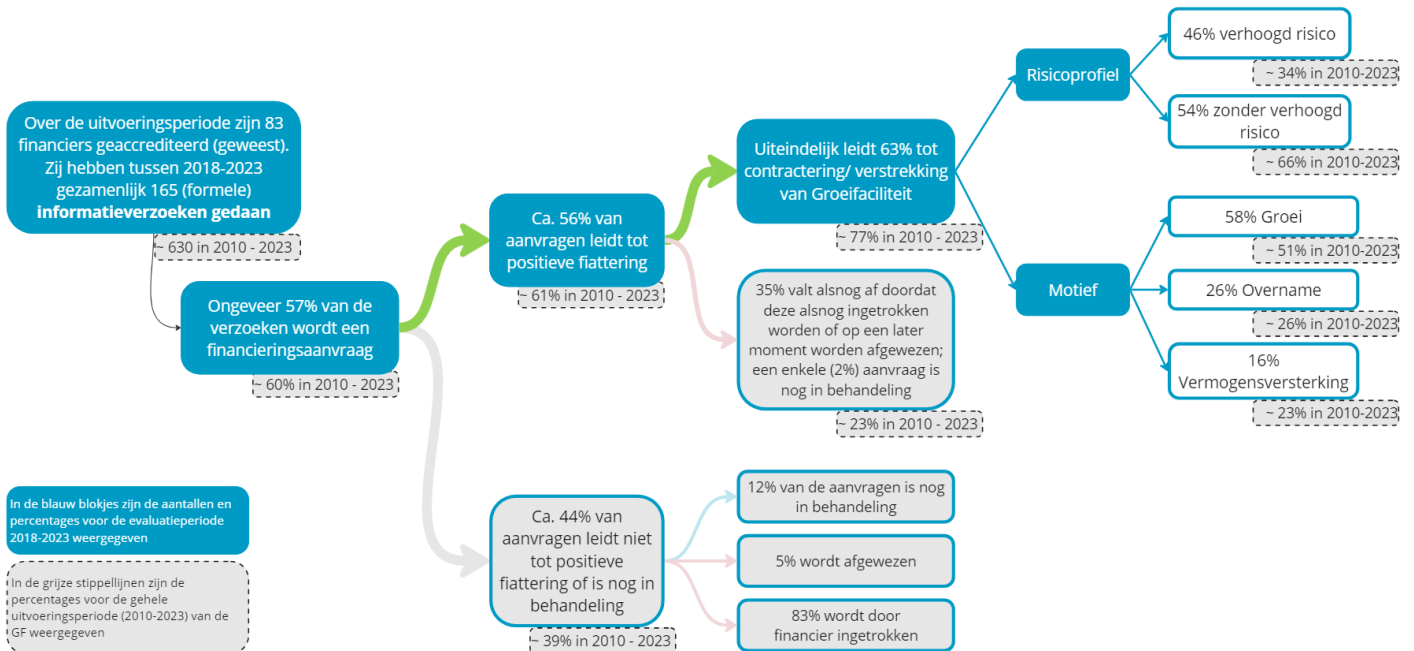 Over de uitvoeringsperiode zijn 83
financiers geaccrediteerd (geweest).
Zij hebben tussen 2018-2023
gezamenlijk 165 (formele)
informatieverzoeken gedaan
~ 630 in 2010 - 2023
Ongeveer 57% van de
verzoeken wordt een
financieringsaanvraag
~ 60% in 2010 - 2023
Ca. 56% van
aanvragen leidt tot
positieve fiattering
~ 61% in 2010 - 2023
Uiteindelijk leidt 63% tot
contractering/ verstrekking
van Groeifaciliteit
~ 77% in 2010 - 2023
35% valt alsnog af doordat
deze alsnog ingetrokken
worden of op een later
moment worden afgewezen;
een enkele (2%) aanvraag is
nog in behandeling
~ 23% in 2010 - 2023
Risicoprofiel
46% verhoogd risico
~ 34% in 2010-2023
54% zonder verhoogd
risico
~ 66% in 2010-2023
Motief
58% Groei
~ 51% in 2010-2023
26% Overname
~ 26% in 2010-2023
16%
Vermogensversterking
~ 23% in 2010-2023
Ca. 44% van
aanvragen leidt niet
tot positieve
fiattering of is nog in
behandeling
~ 39% in 2010 - 2023
12% van de aanvragen is nog
in behandeling
5% wordt afgewezen
83% wordt door
financier ingetrokken
In de blauw blokjes zijn de aantallen en
percentages voor de evaluatieperiode
2018-2023 weergegeven
In de grijze stippellijnen zijn de
percentages voor de gehele
uitvoeringsperiode (2010-2023) van de
GF weergegeven